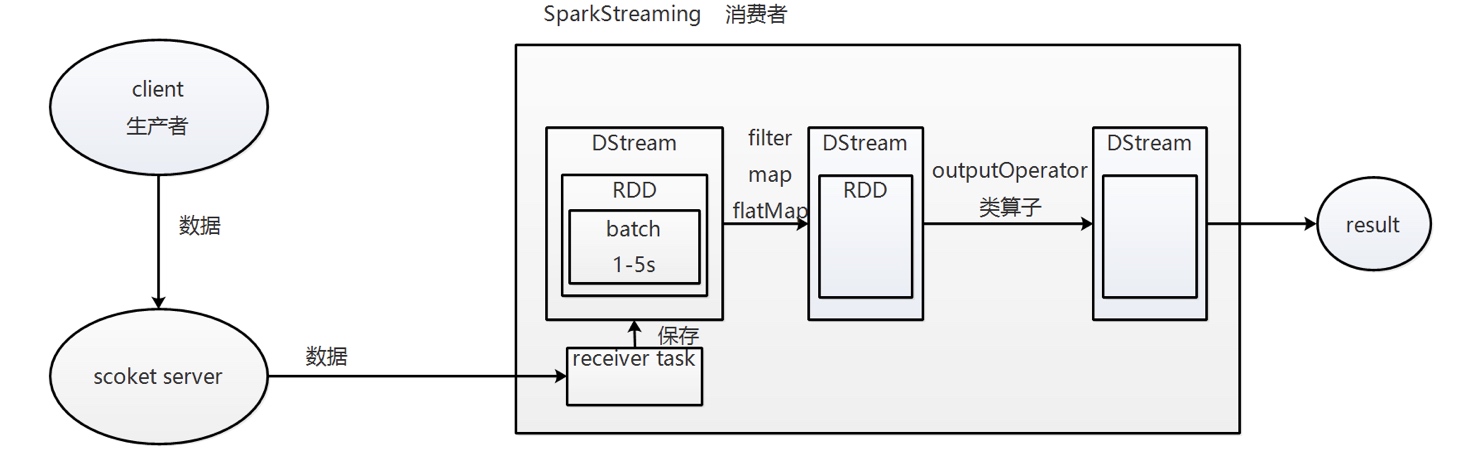 SparkStreaming 消费者
client
生产者
数据
scoket server
数据
receiver task
保存
DStream
RDD
batch
1-5s
filter
map
flatMap
DStream
RDD
outputOperator
类算子
DStream
result